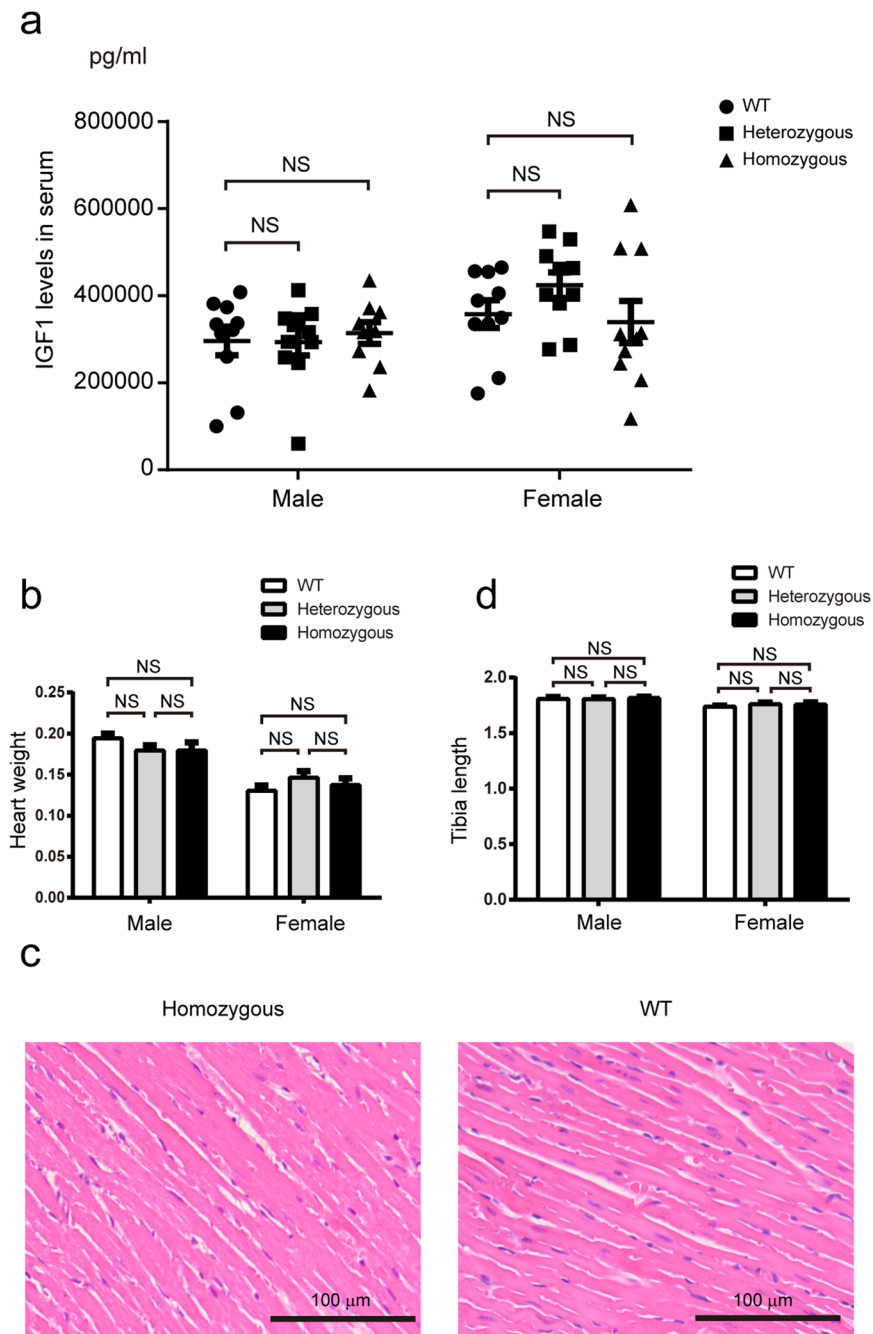 a
pg/ml
WT
Heterozygous
Homozygous
IGF1 levels in serum
800000
600000
400000
200000
0
NS
NS
NS
NS
Male
Female
b
WT
Heterozygous
Homozygous
Heart weight
0.25
0.20
0.15
0.10
0.05
0.00
NS
NS NS
NS
NS NS
Male
Female
d
WT
Heterozygous
Homozygous
Tibia length
2.0
1.5
1.0
0.5
0.0
NS
NS NS
NS
NS NS
Male
Female
c
Homozygous
WT
100 μm
100 μm